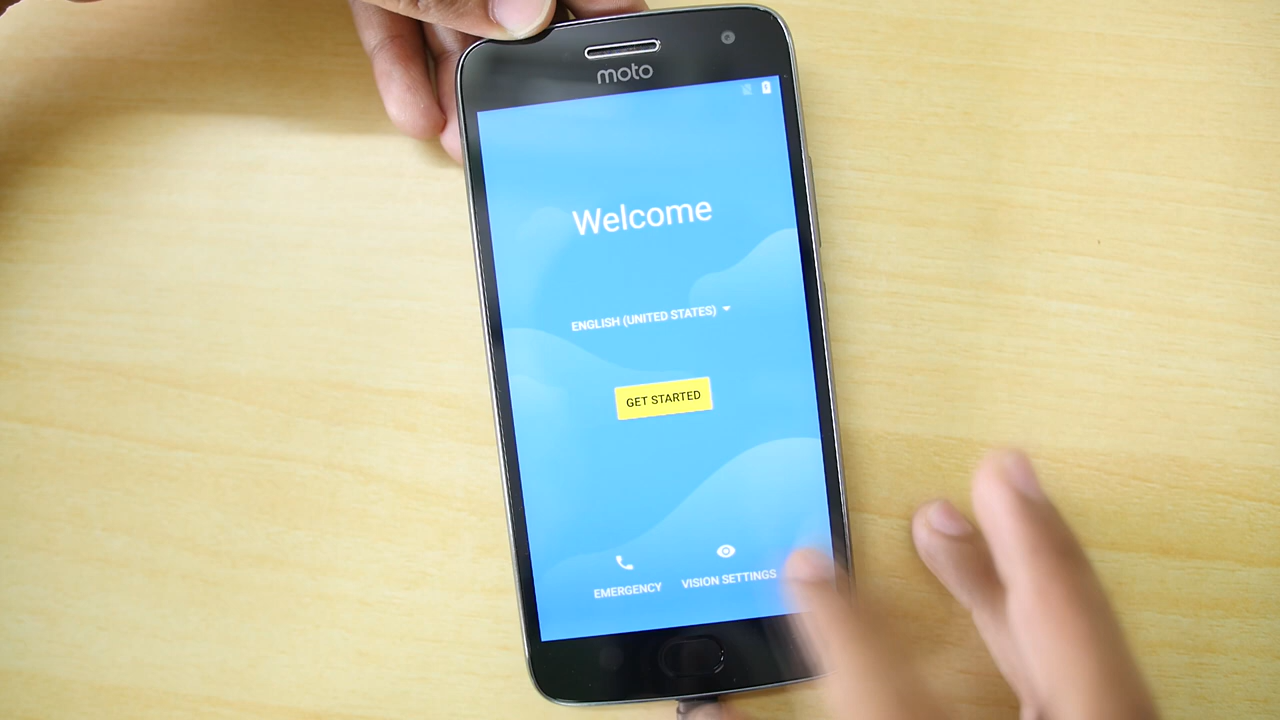 moto
Welcome
ENGLISH (UNITED STATES)
GET STARTED
EMERGENCY
VISION SETTINGS